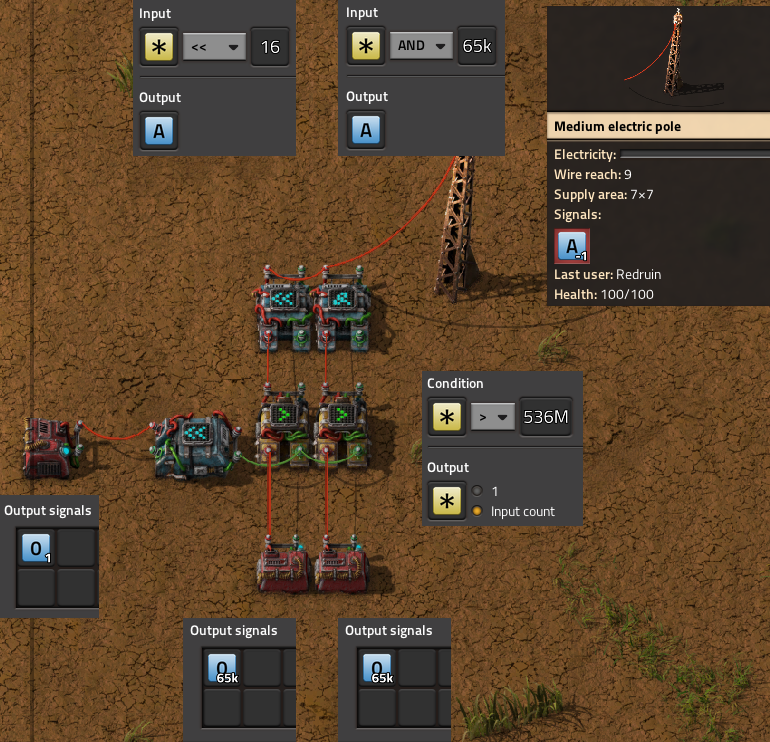 Input
<< 16
Output
A
Input
AND 65k
Output
A
Medium electric pole
Electricity:
Wire reach: 9
Supply area: 7×7
Signals:
A -1
Last user: Redruin
Health: 100/100
Condition
> 536M
Output
1
Input count
Output signals
0 1
Output signals
0 65k
Output signals
0 65k